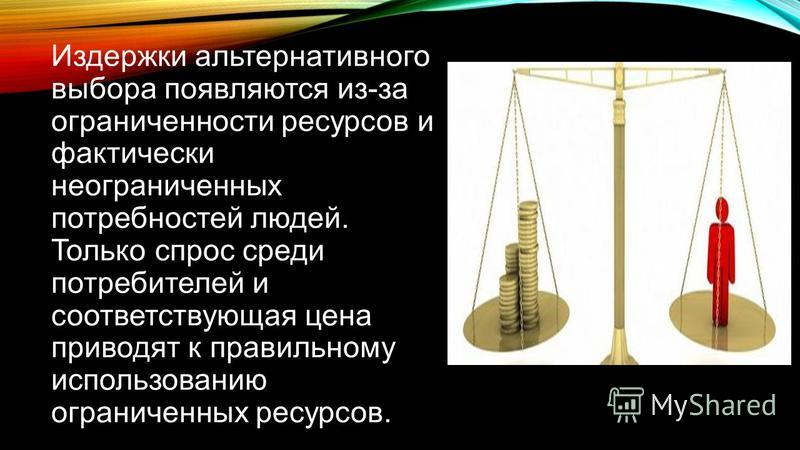 Издержки альтернативного
выбора появляются из-за
ограниченности ресурсов и
фактически
неограниченных
потребностей людей.
Только спрос среди
потребителей и
соответствующая цена
приводят к правильному
использованию
ограниченных ресурсов.
MyShared